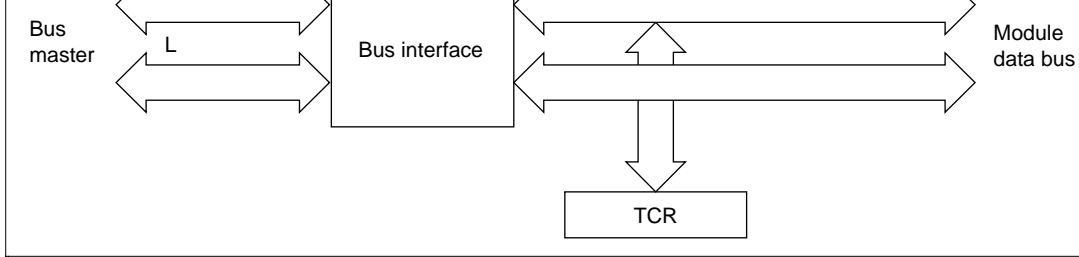 Bus
master
L
Bus interface
Module
data bus
TCR